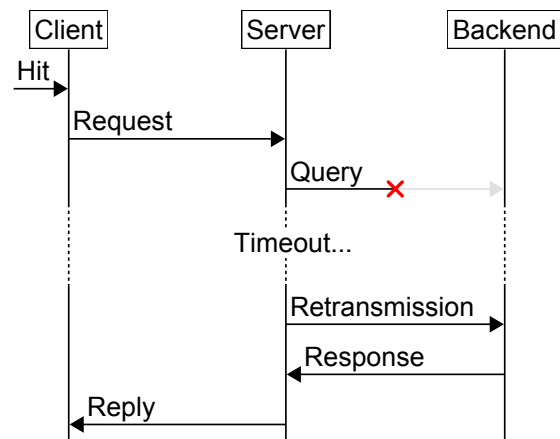 Client Server Backend
Hit
Request
Query
Timeout...
Retransmission
Response
Reply